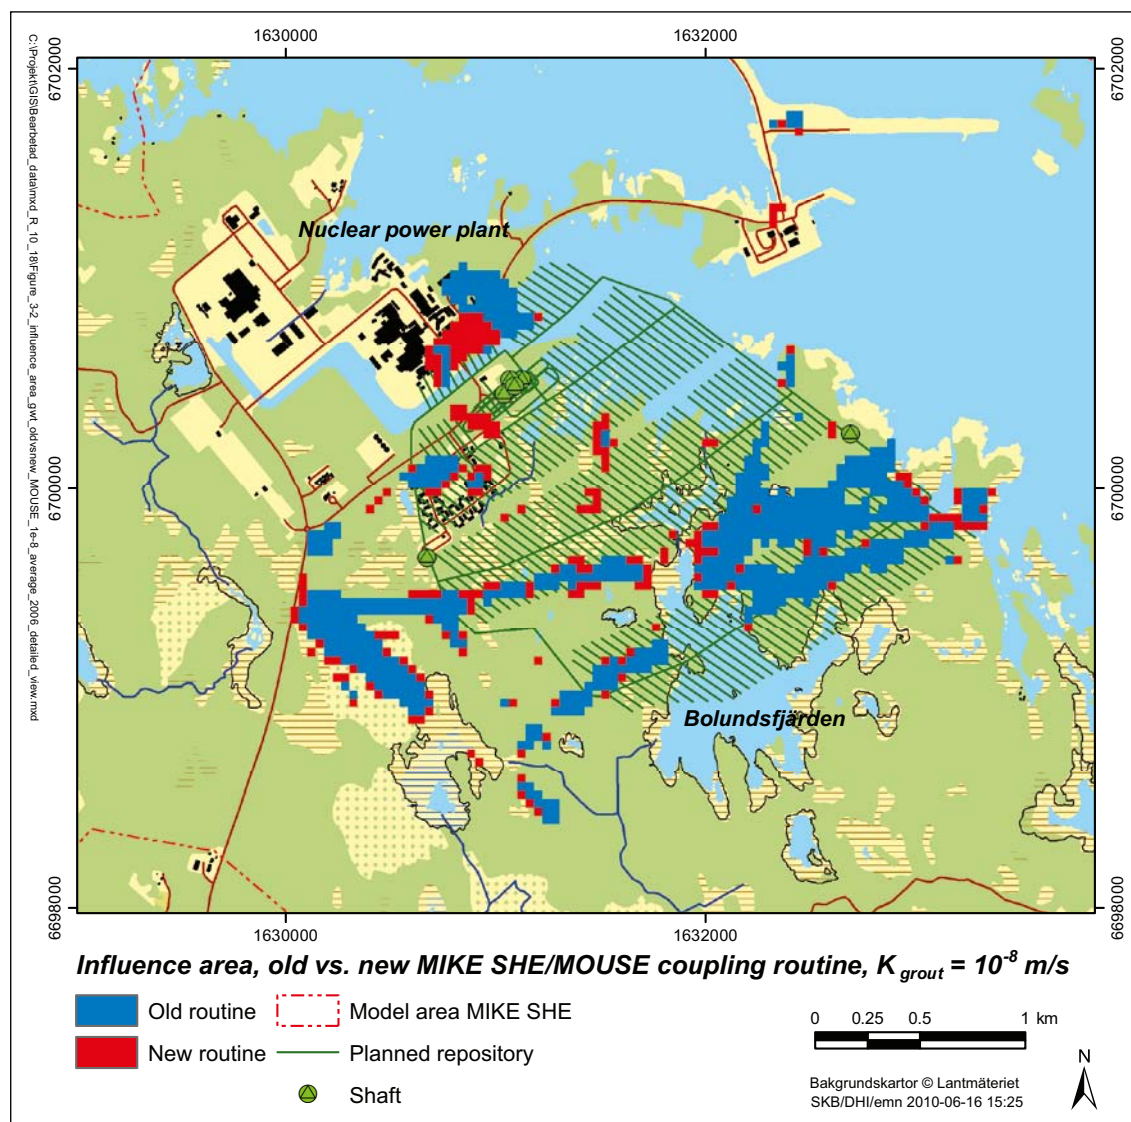 1630000
1632000
6702000
6702000
C:\Projekt\GIS\Bearbetad_data\mxd_R_10_18\Figure_3-2_influence_area_gwt_oldvsnew_MOUSE_1e-8_average_2006_detailed_view.mxd
Nuclear power plant
6700000
6700000
Bolundsfjärden
6698000
6698000
1630000
1632000
Influence area, old vs. new MIKE SHE/MOUSE coupling routine, K grout = 10-8 m/s
Old routine
Model area MIKE SHE
New routine
Planned repository
Shaft
0 0.25 0.5 1 km
Bakgrundskartor © Lantmäteriet
SKB/DHI/emn 2010-06-16 15:25
N